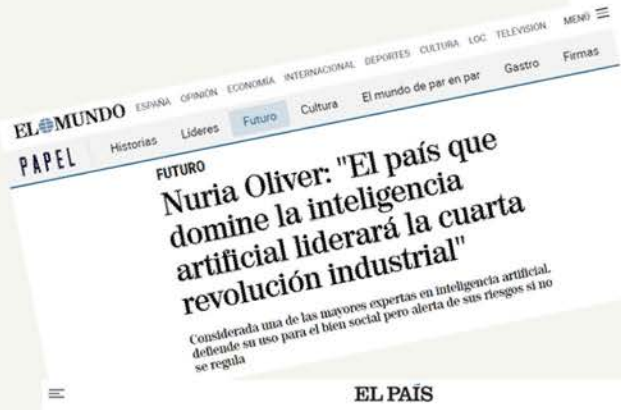 EL MUNDO ESPAÑA OPINIÓN ECONOMÍA INTERNACIONAL DEPORTES CULTURA LOC TELEVISIÓN MENÚ
PAPEL Historias Líderes Futuro Cultura El mundo de par en par Gastro Firmas
FUTURO
Nuria Oliver: "El país que
domine la inteligencia
artificial liderará la cuarta
revolución industrial"
Considerada una de las mayores expertas en inteligencia artificial,
defiende su uso para el bien social pero alerta de sus riesgos si no
se regula
EL PAÍS